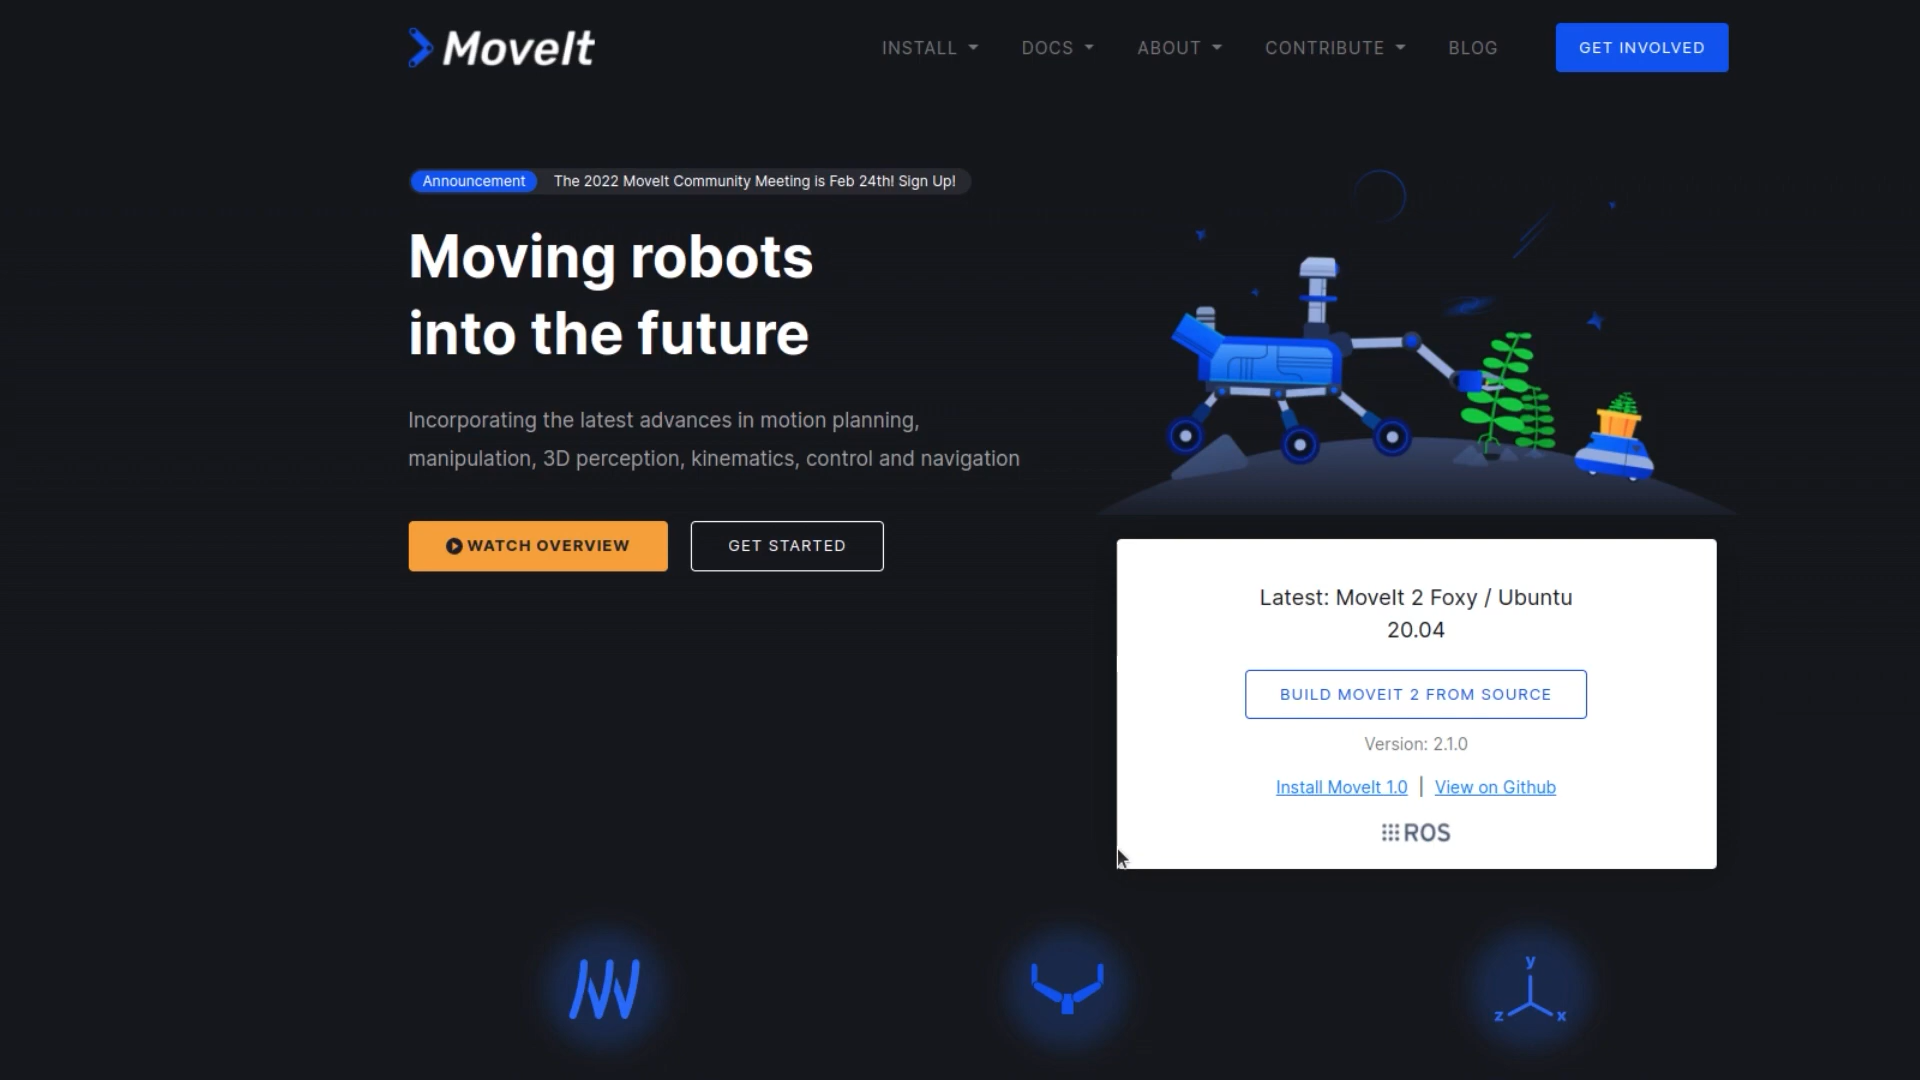 MoveIt
INSTALL DOCS ABOUT CONTRIBUTE BLOG GET INVOLVED
Announcement The 2022 MoveIt Community Meeting is Feb 24th! Sign Up!
Moving robots
into the future
Incorporating the latest advances in motion planning,
manipulation, 3D perception, kinematics, control and navigation
WATCH OVERVIEW GET STARTED
Latest: MoveIt 2 Foxy / Ubuntu
20.04
BUILD MOVEIT 2 FROM SOURCE
Version: 2.1.0
Install MoveIt 1.0 | View on Github
ROS
y
z x